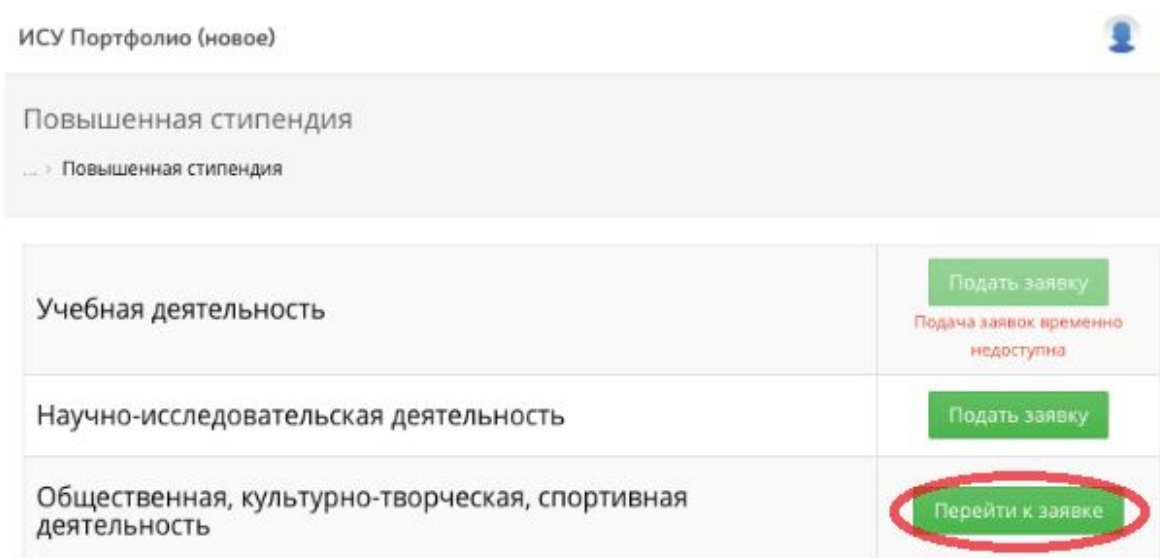 ИСУ Портфолио (новое)
Повышенная стипендия
... > Повышенная стипендия
Учебная деятельность
Подать заявку
Подача заявок временно
недоступна
Научно-исследовательская деятельность
Подать заявку
Общественная, культурно-творческая, спортивная
деятельность
Перейти к заявке